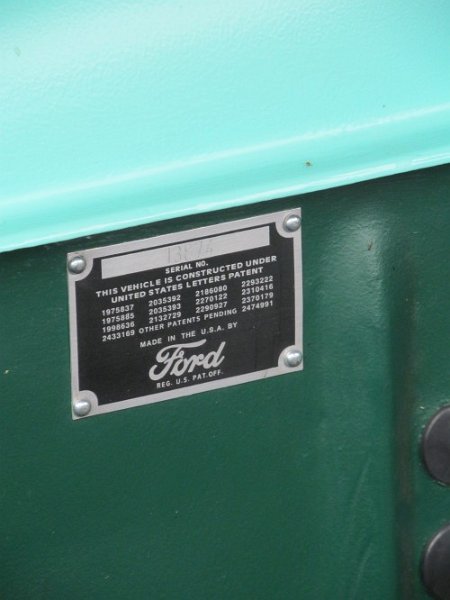 SERIAL NO.
THIS VEHICLE IS CONSTRUCTED UNDER
UNITED STATES LETTERS PATENT
1975837 2035392 2186080 2293222
1975885 2035393 2270122 2310416
1998636 2132729 2290927 2370179
2433169 OTHER PATENTS PENDING 2474991
MADE IN THE U.S.A. BY
Ford
REG. U.S. PAT. OFF.